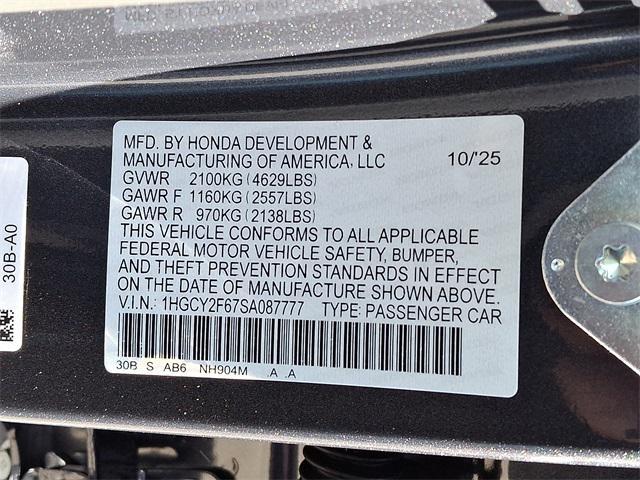 MFD. BY HONDA DEVELOPMENT &
MANUFACTURING OF AMERICA, LLC 10/'25
GVWR 2100KG (4629LBS)
GAWR F 1160KG (2557LBS)
GAWR R 970KG (2138LBS)
THIS VEHICLE CONFORMS TO ALL APPLICABLE
FEDERAL MOTOR VEHICLE SAFETY, BUMPER,
AND THEFT PREVENTION STANDARDS IN EFFECT
ON THE DATE OF MANUFACTURE SHOWN ABOVE.
V.I.N.: 1HGCY2F67SA087777 TYPE: PASSENGER CAR
30B S AB6 NH904M .A .A
30B-A0